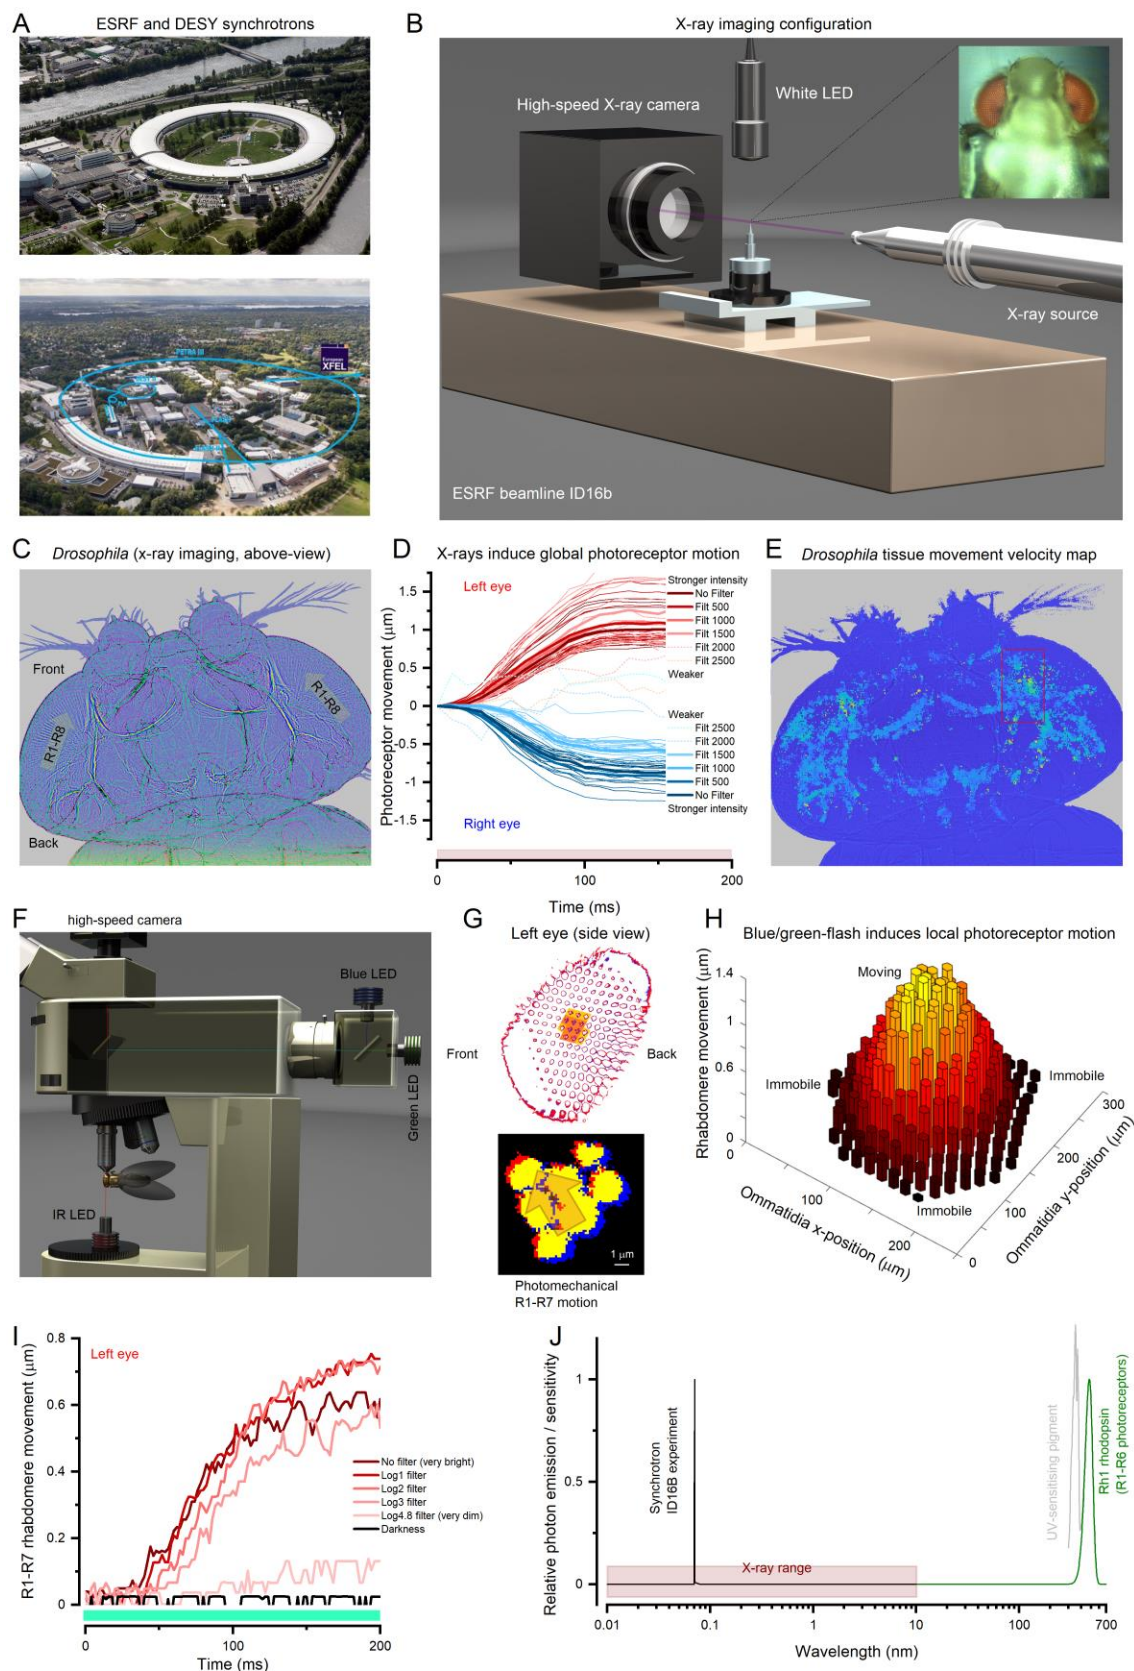 A
ESRF and DESY synchrotrons
PETRA III
European
XFEL
B
X-ray imaging configuration
White LED
High-speed X-ray camera
X-ray source
ESRF beamline ID16b
C
Drosophila (x-ray imaging, above-view)
Front
R1-R8
R1-R8
Back
D
X-rays induce global photoreceptor motion
Photoreceptor movement (μm)
1.5
1
0.5
0
-0.5
-1
-1.5
Left eye
Stronger intensity
No Filter
Filt 500
Filt 1000
Filt 1500
Filt 2000
Filt 2500
Weaker
Weaker
Filt 2500
Filt 2000
Filt 1500
Filt 1000
Filt 500
No Filter
Stronger intensity
Right eye
0
100
200
Time (ms)
E
Drosophila tissue movement velocity map
F
high-speed camera
Blue LED
Green LED
IR LED
G
Left eye (side view)
Front
Back
1 μm
Photomechanical
R1-R7 motion
H
Blue/green-flash induces local photoreceptor motion
Rhabdomere movement (μm)
1.4
1
0.6
0
Moving
Immobile
Immobile
Immobile
0
100
200
Ommatidia x-position (μm)
0
100
200
300
Ommatidia y-position (μm)
I
R1-R7 rhabdomere movement (μm)
0.8
0.6
0.4
0.2
0
Left eye
No filter (very bright)
Log1 filter
Log2 filter
Log3 filter
Log4.8 filter (very dim)
Darkness
0
100
200
Time (ms)
J
Relative photon emission / sensitivity
1
0.5
0
Synchrotron
ID16B experiment
X-ray range
UV-sensitising pigment
Rh1 rhodopsin
(R1-R6 photoreceptors)
0.01
0.1
1
10
100
700
Wavelength (nm)